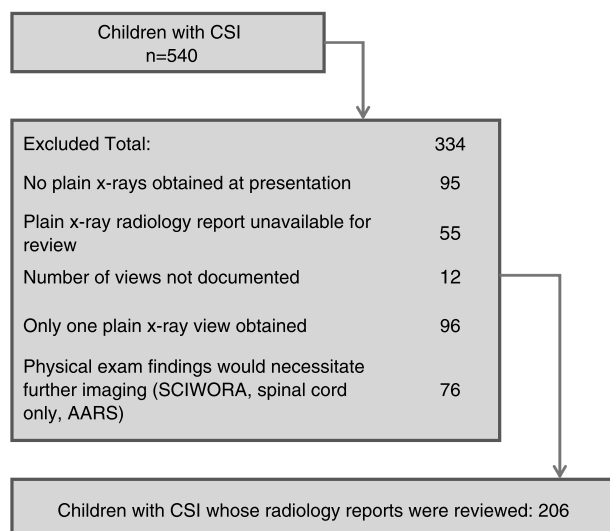 Children with CSI
n=540
Excluded Total: 334
No plain x-rays obtained at presentation 95
Plain x-ray radiology report unavailable for
review 55
Number of views not documented 12
Only one plain x-ray view obtained 96
Physical exam findings would necessitate
further imaging (SCIWORA, spinal cord 76
only, AARS)
Children with CSI whose radiology reports were reviewed: 206